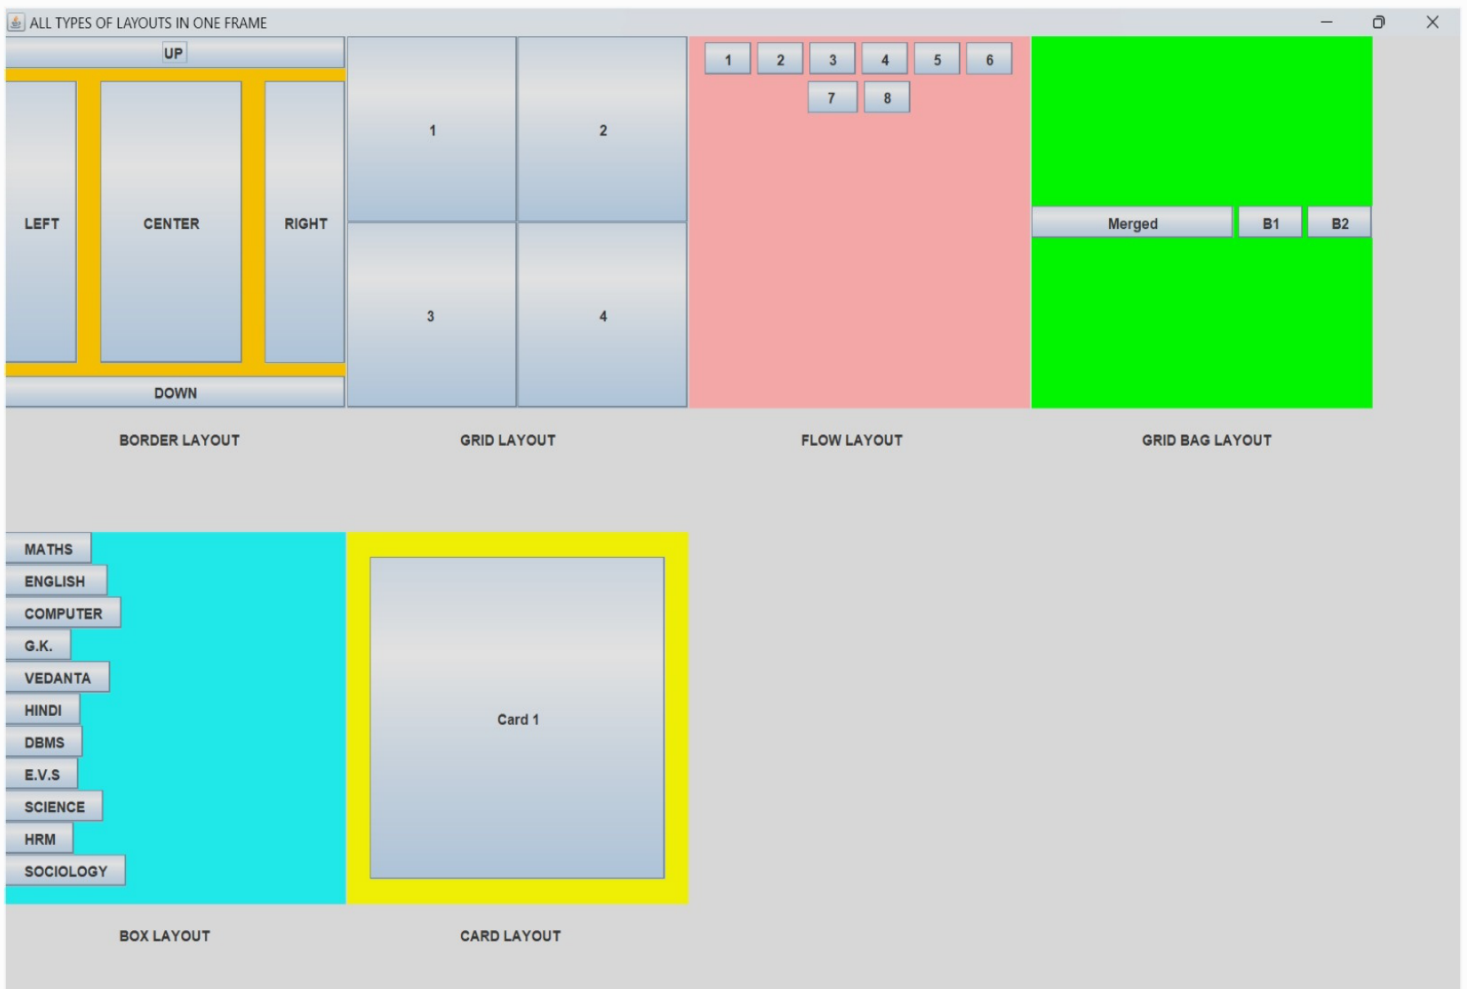 ALL TYPES OF LAYOUTS IN ONE FRAME
UP
LEFT
CENTER
RIGHT
DOWN
1
2
3
4
1 2 3 4 5 6
7 8
Merged B1 B2
BORDER LAYOUT
GRID LAYOUT
FLOW LAYOUT
GRID BAG LAYOUT
MATHS
ENGLISH
COMPUTER
G.K.
VEDANTA
HINDI
DBMS
E.V.S
SCIENCE
HRM
SOCIOLOGY
Card 1
BOX LAYOUT
CARD LAYOUT